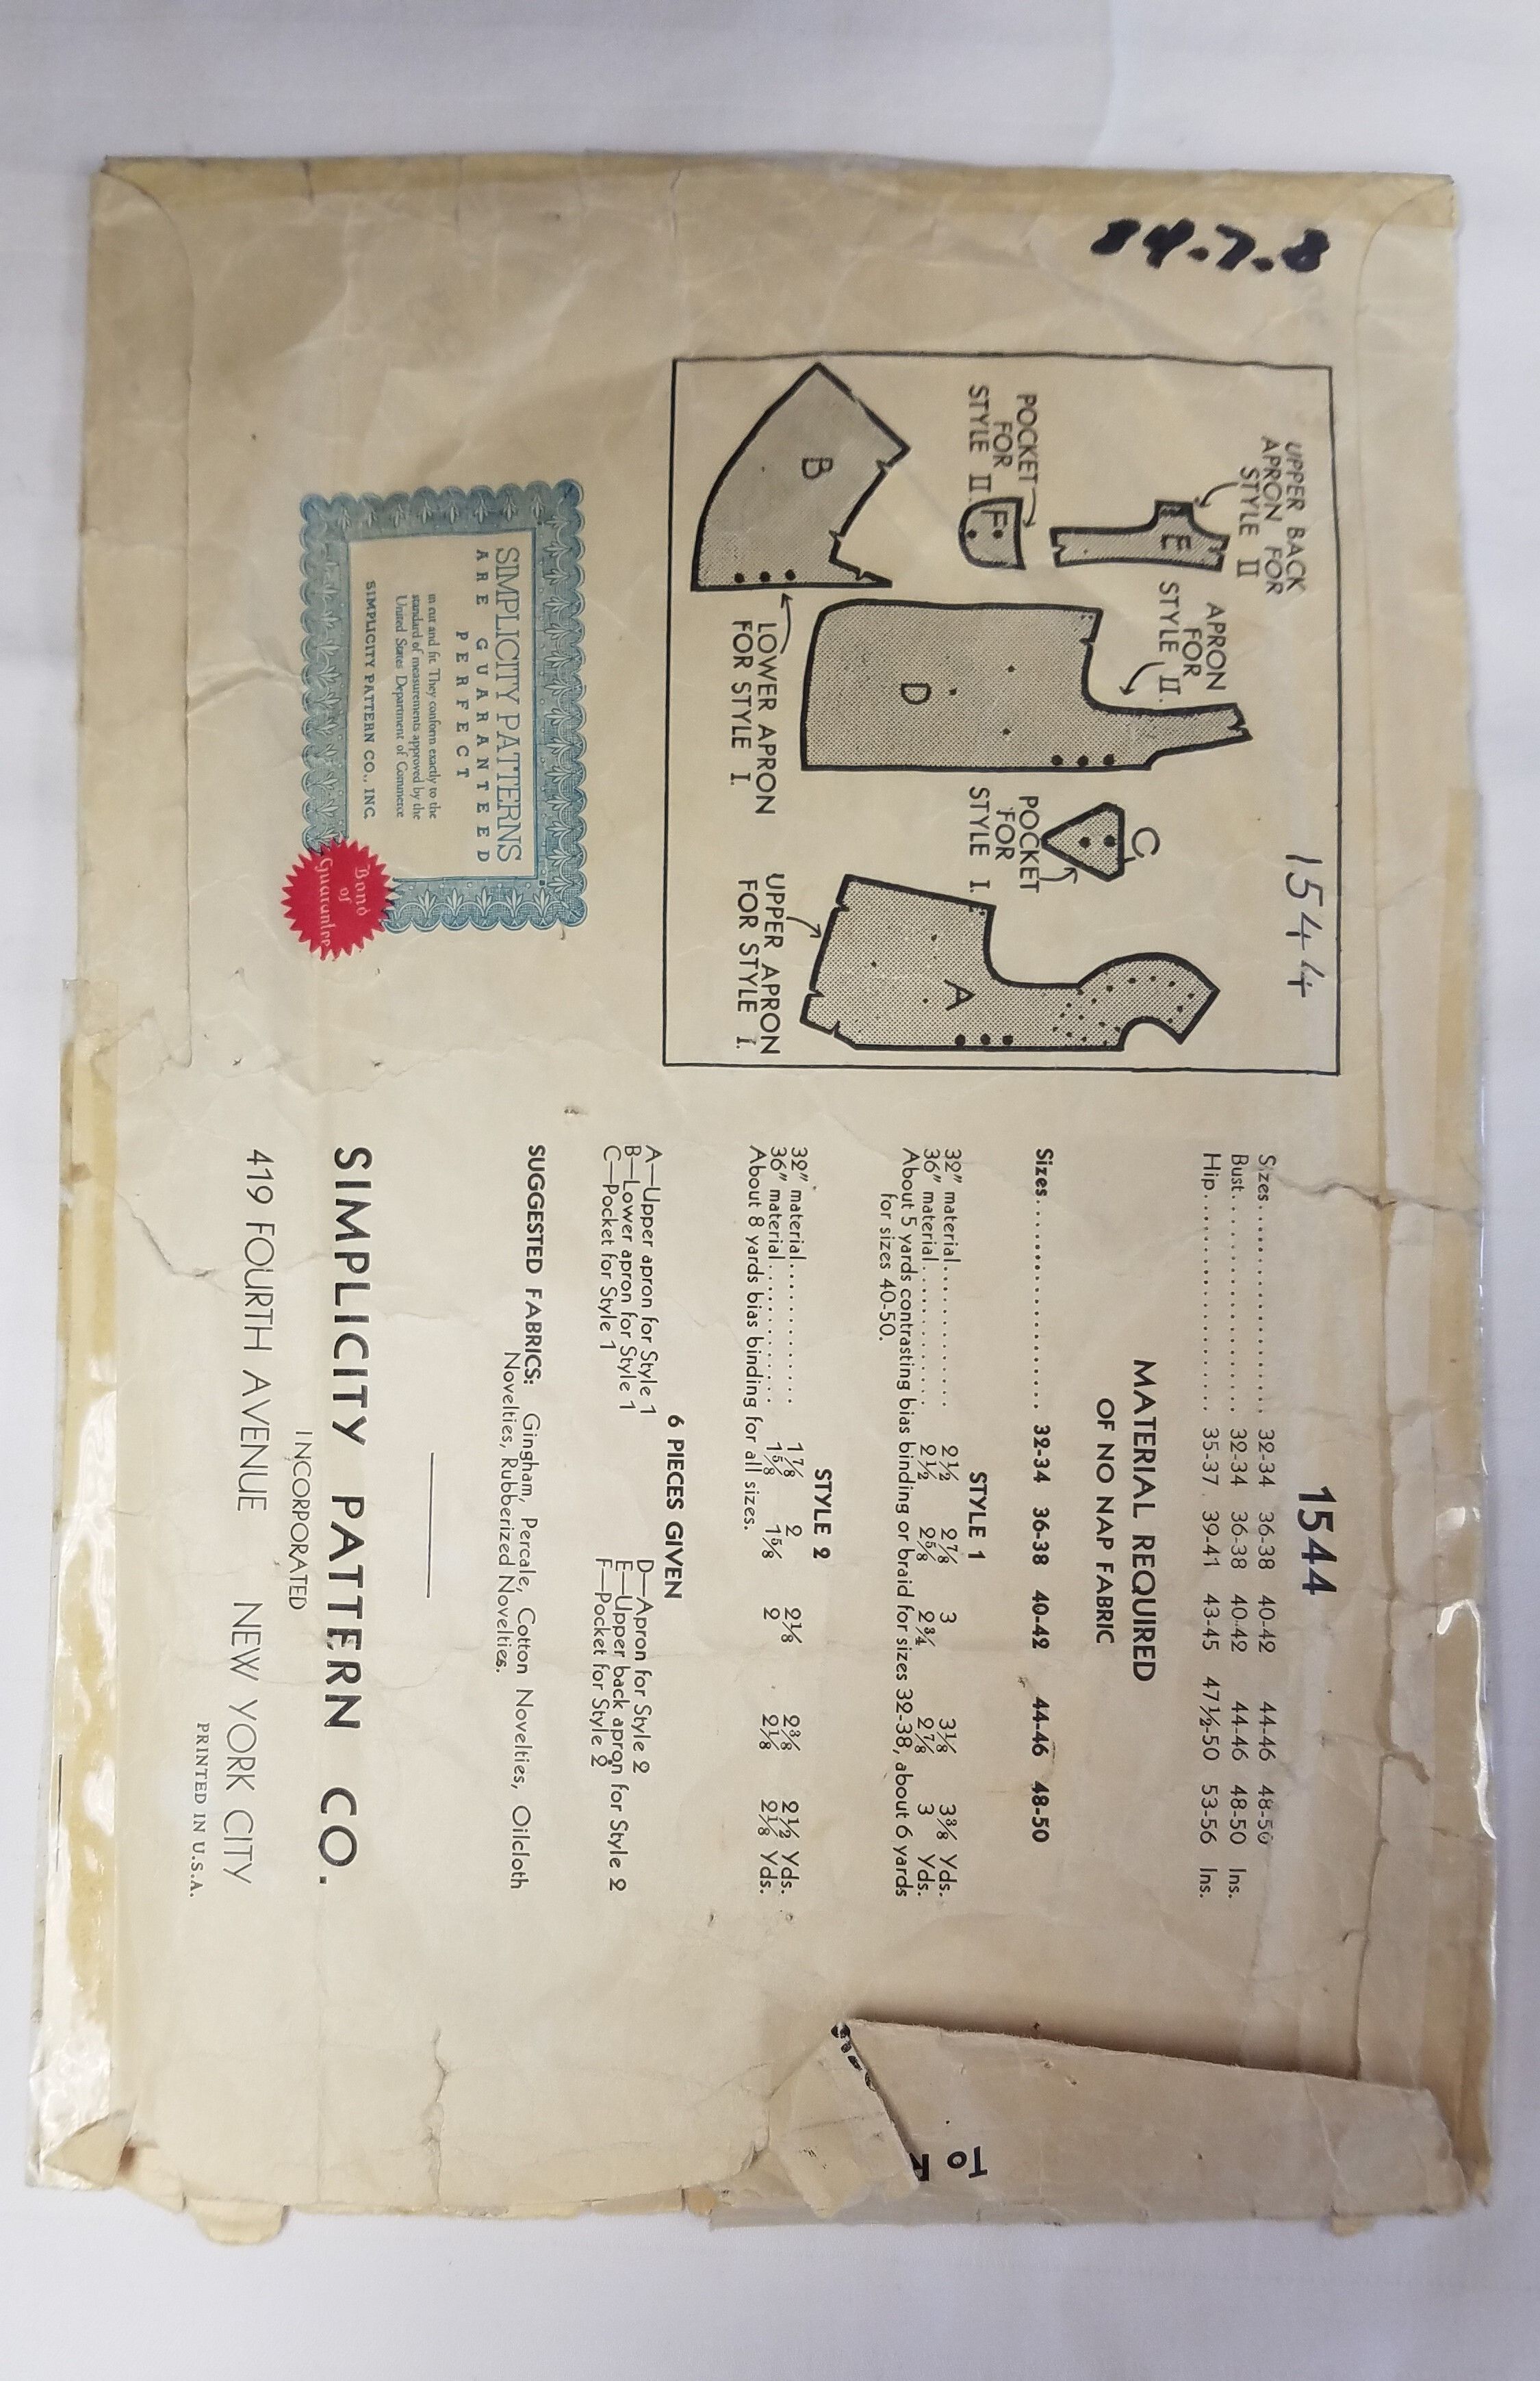 84.7.8
1544
UPPER BACK
APRON FOR
STYLE II
APRON
FOR
STYLE II.
POCKET
FOR
STYLE II.
E
F
C
POCKET
FOR
STYLE I.
B
D
A
LOWER APRON
FOR STYLE I.
UPPER APRON
FOR STYLE I.
SIMPLICITY PATTERNS
ARE GUARANTEED
PERFECT
in cut and fit. They conform exactly to the
standard of measurements approved by the
United States Department of Commerce
SIMPLICITY PATTERN CO., INC.
Bond
of
Guarantee
1544
Sizes.................... 32-34 36-38 40-42 44-46 48-50
Bust.................... 32-34 36-38 40-42 44-46 48-50 Ins.
Hip.................... 35-37 39-41 43-45 47½-50 53-56 Ins.
MATERIAL REQUIRED
OF NO NAP FABRIC
Sizes.................... 32-34 36-38 40-42 44-46 48-50
STYLE 1
32" material............ 2½ 2⅞ 3 3⅛ 3⅜ Yds.
36" material............ 2½ 2⅝ 2¾ 2⅞ 3 Yds.
About 5 yards contrasting bias binding or braid for sizes 32-38, about 6 yards
for sizes 40-50.
STYLE 2
32" material............ 1⅞ 2 2⅛ 2⅜ 2½ Yds.
36" material............ 1⅝ 1⅝ 2 2⅛ 2⅛ Yds.
About 8 yards bias binding for all sizes.
6 PIECES GIVEN
A—Upper apron for Style 1
B—Lower apron for Style 1
C—Pocket for Style 1
D—Apron for Style 2
E—Upper back apron for Style 2
F—Pocket for Style 2
SUGGESTED FABRICS: Gingham, Percale, Cotton Novelties, Oilcloth
Novelties, Rubberized Novelties.
SIMPLICITY PATTERN CO.
INCORPORATED
419 FOURTH AVENUE NEW YORK CITY
PRINTED IN U.S.A.
TO